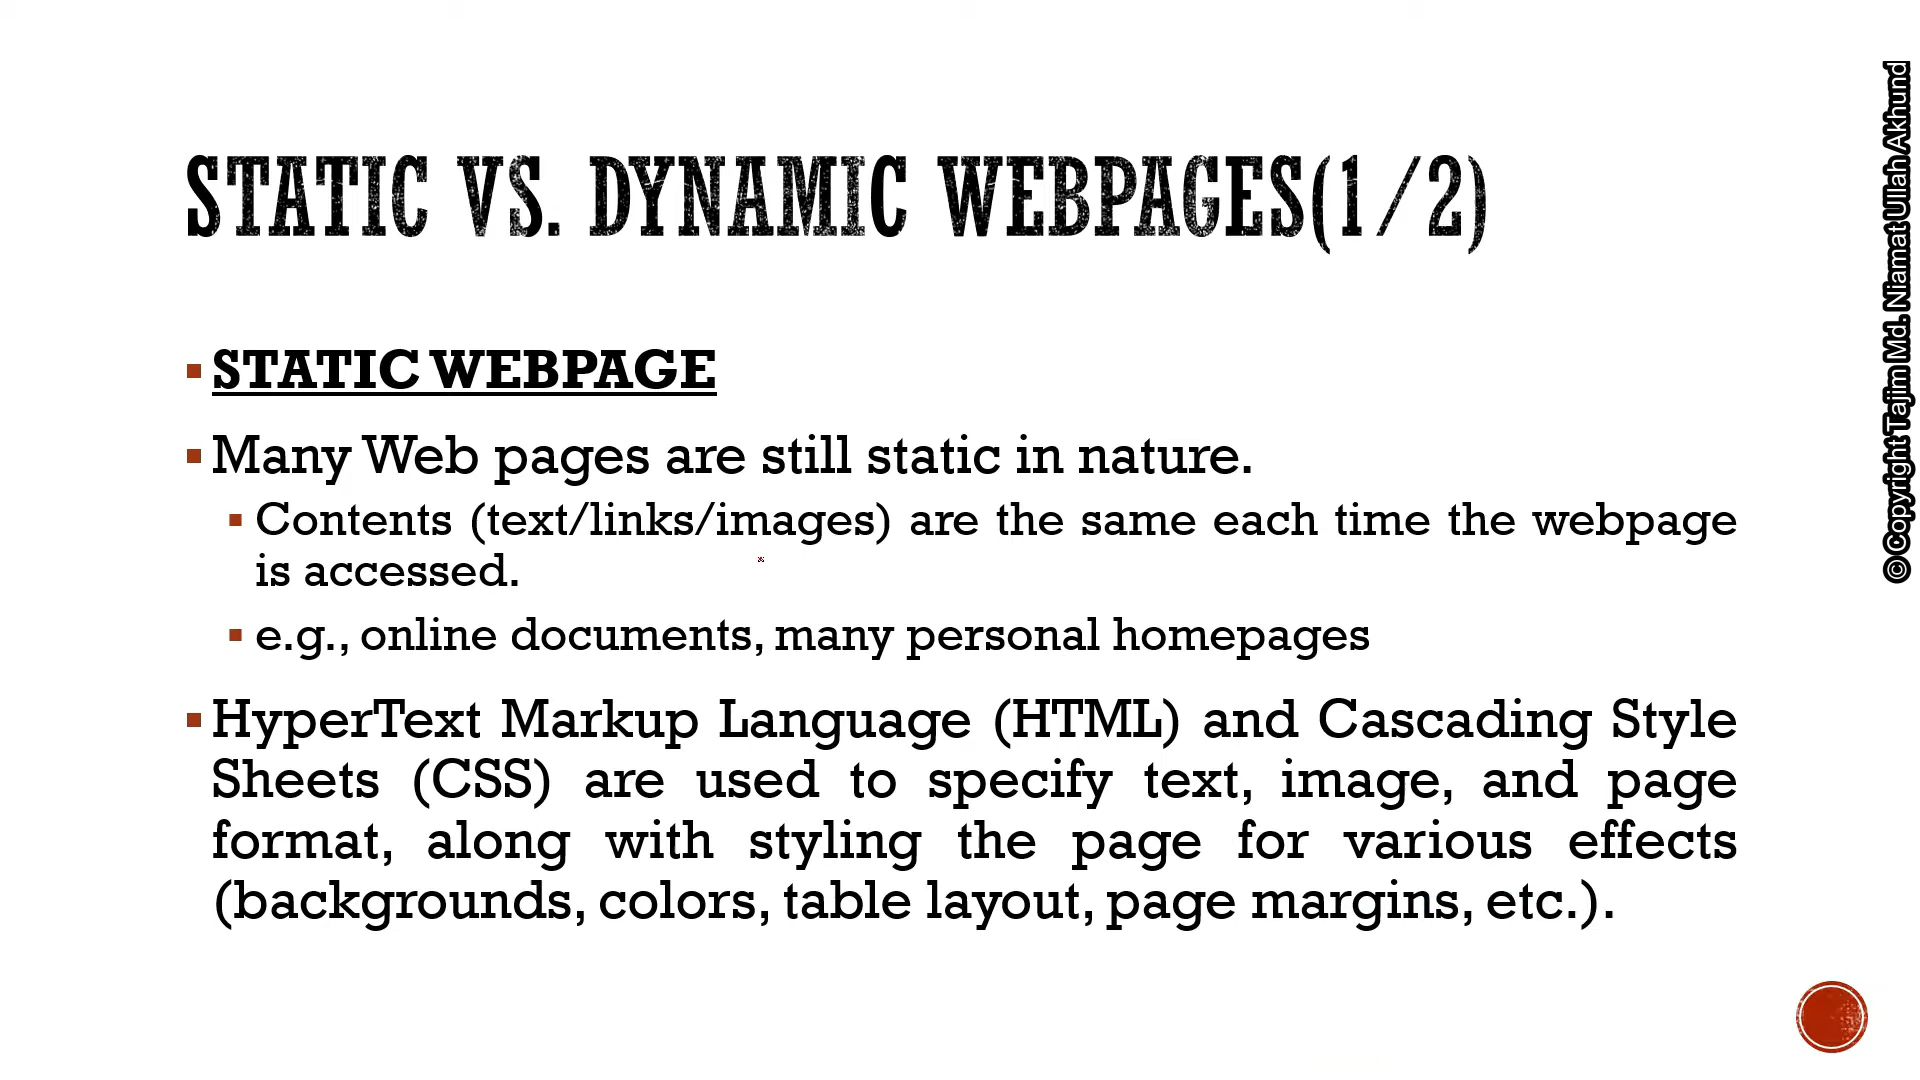 STATIC VS. DYNAMIC WEBPAGES(1/2)
STATIC WEBPAGE
Many Web pages are still static in nature.
Contents (text/links/images) are the same each time the webpage
is accessed.
e.g., online documents, many personal homepages
HyperText Markup Language (HTML) and Cascading Style
Sheets (CSS) are used to specify text, image, and page
format, along with styling the page for various effects
(backgrounds, colors, table layout, page margins, etc.).
© Copyright Tajim Md. Niamat Ullah Akhund